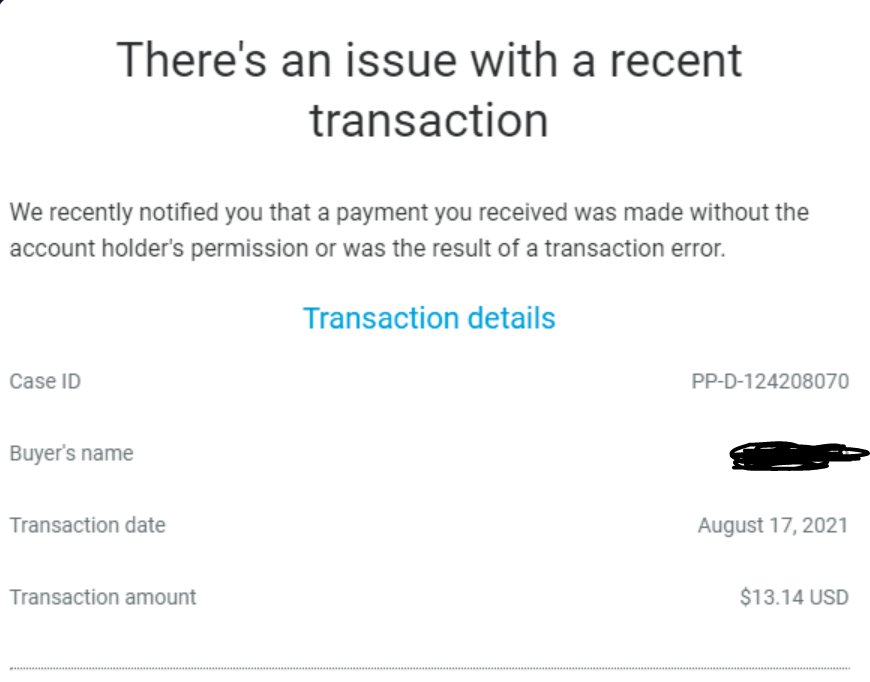 There's an issue with a recent
transaction
We recently notified you that a payment you received was made without the
account holder's permission or was the result of a transaction error.
Transaction details
Case ID PP-D-124208070
Buyer's name
Transaction date August 17, 2021
Transaction amount $13.14 USD